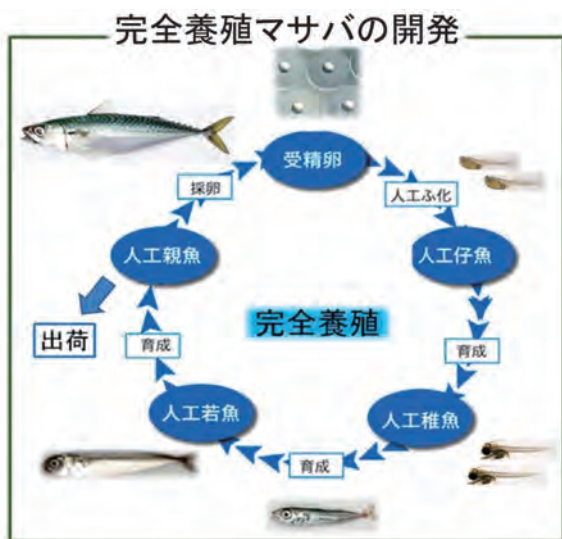 完全養殖マサバの開発
受精卵
採卵
人工ふ化
人工親魚
人工仔魚
出荷
完全養殖
育成
育成
人工若魚
人工稚魚
育成